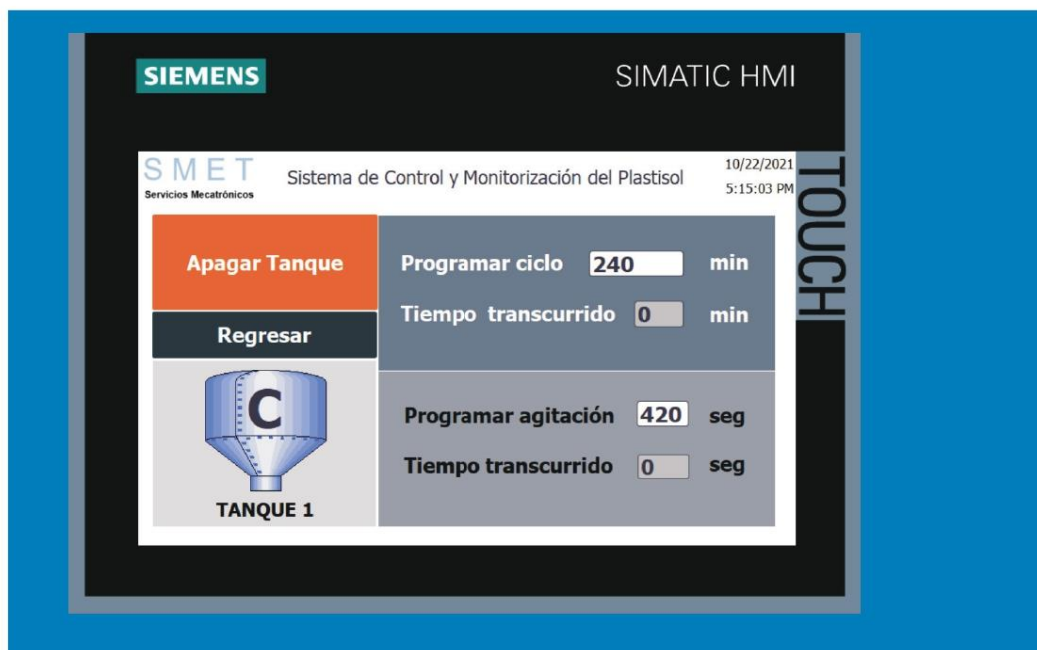 SIEMENS
SIMATIC HMI
TOUCH
S M E T
Servicios Mecatrónicos
Sistema de Control y Monitorización del Plastisol
10/22/2021
5:15:03 PM
Apagar Tanque
Regresar
C
TANQUE 1
Programar ciclo 240 min
Tiempo transcurrido 0 min
Programar agitación 420 seg
Tiempo transcurrido 0 seg